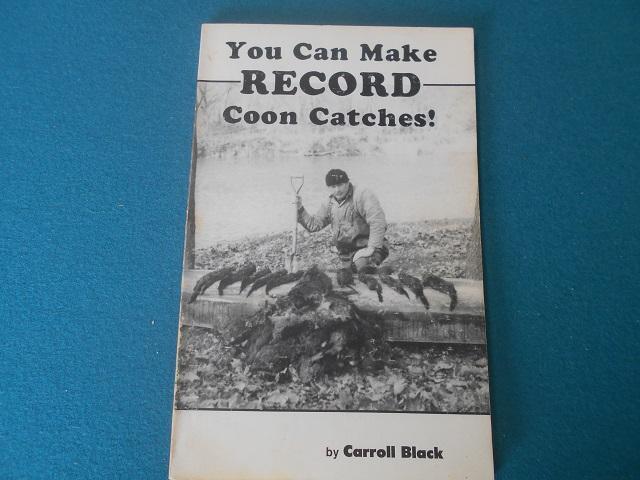 You Can Make
RECORD
Coon Catches!
by Carroll Black